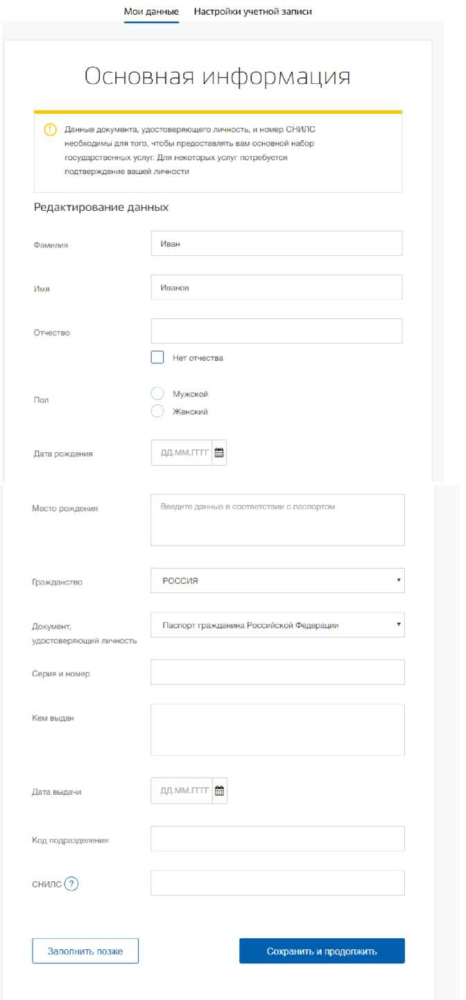 Мои данные Настройки учетной записи
Основная информация
Данные документа, удостоверяющего личность, и номер СНИЛС
необходимы для того, чтобы предоставлять вам основной набор
государственных услуг. Для некоторых услуг потребуется
подтверждение вашей личности
Редактирование данных
Фамилия Иван
Имя Иванов
Отчество
Нет отчества
Пол Мужской
Женский
Дата рождения ДД.ММ.ГГГГ
Место рождения Введите данные в соответствии с паспортом
Гражданство РОССИЯ
Документ, Паспорт гражданина Российской Федерации
удостоверяющий личность
Серия и номер
Кем выдан
Дата выдачи ДД.ММ.ГГГГ
Код подразделения
СНИЛС ?
Заполнить позже Сохранить и продолжить